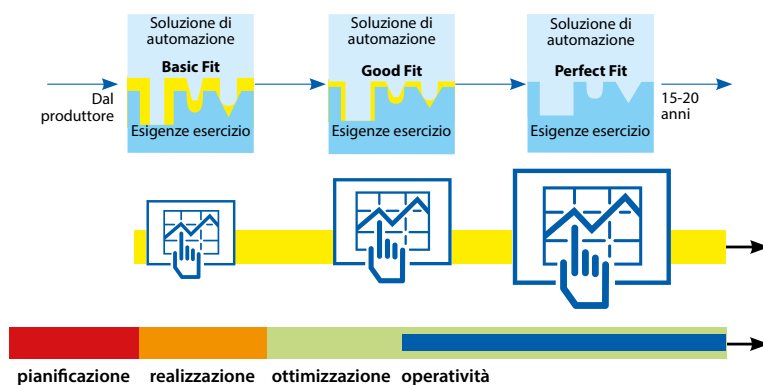 Soluzione di
automazione
Basic Fit
Esigenze esercizio
Soluzione di
automazione
Good Fit
Esigenze esercizio
Soluzione di
automazione
Perfect Fit
Esigenze esercizio
Dal
produttore
15-20
anni
pianificazione
realizzazione
ottimizzazione
operatività